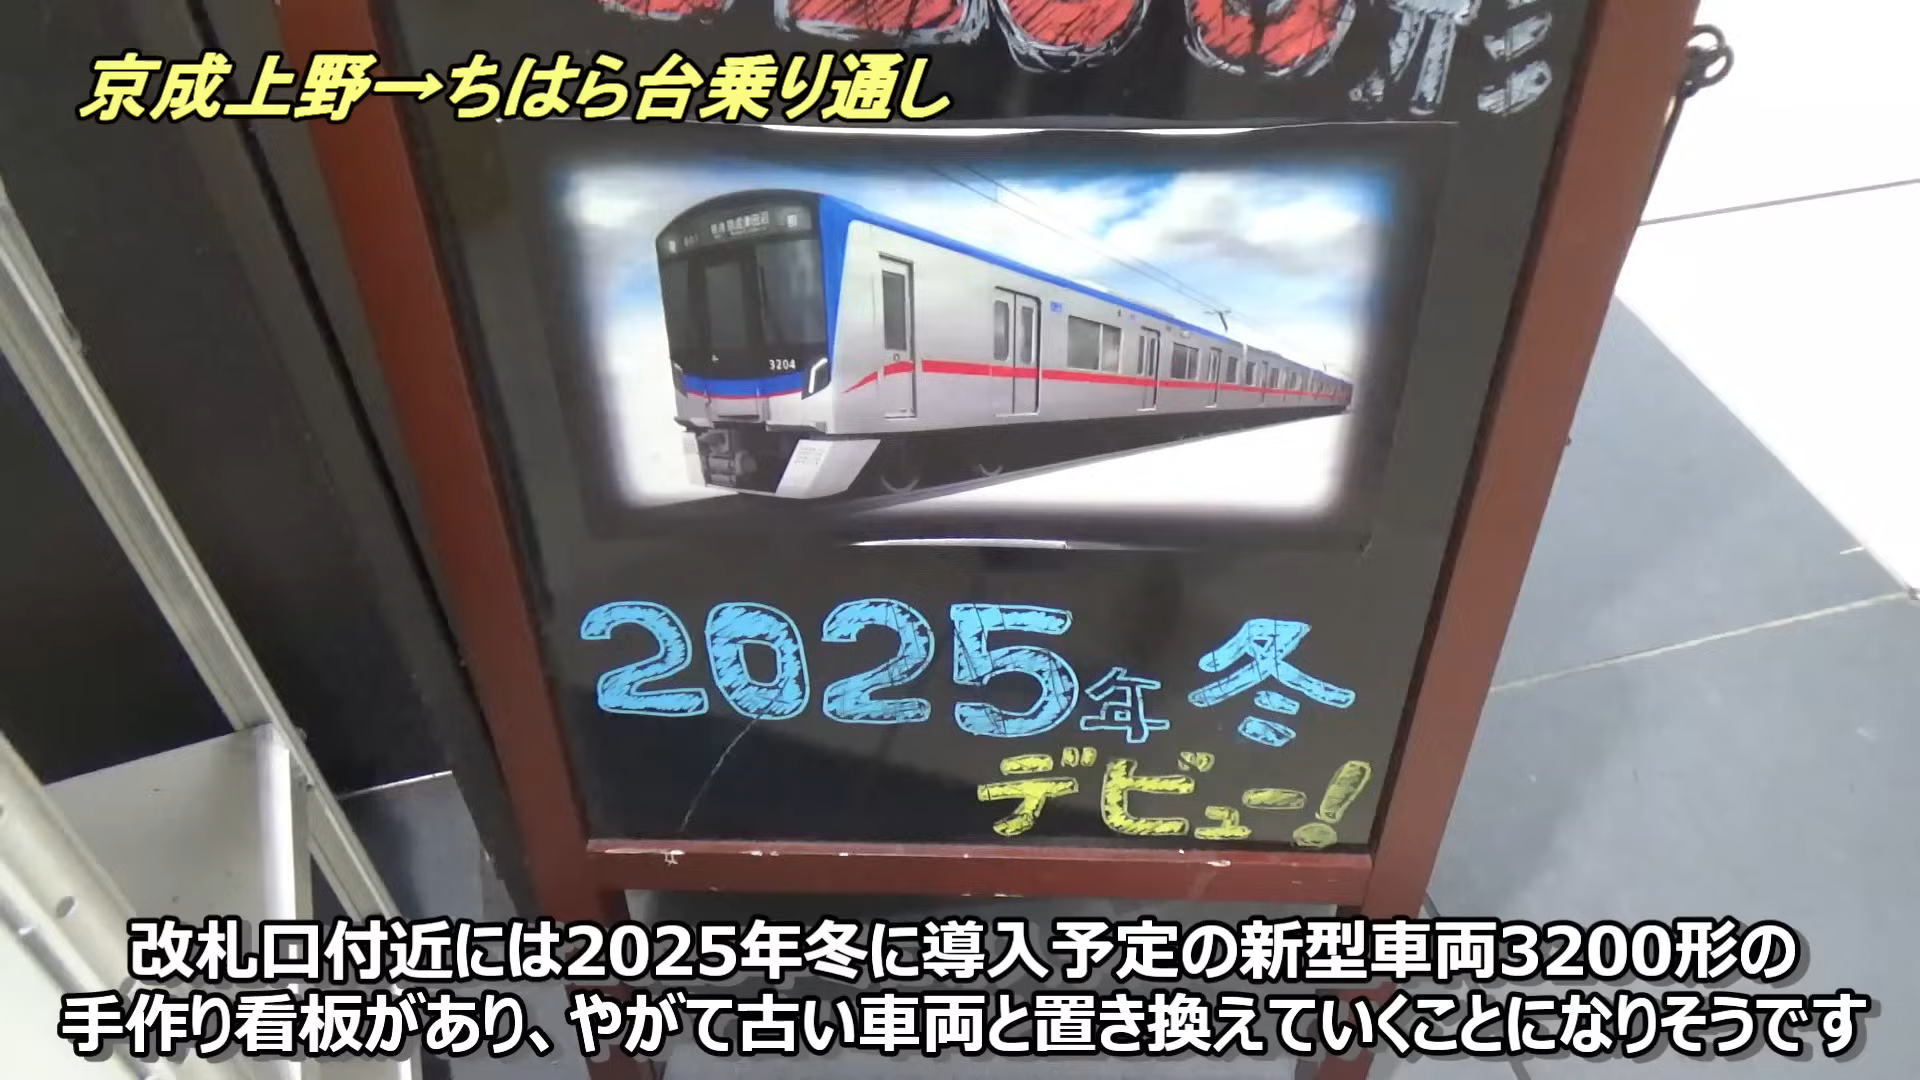 京成上野→ちはら台乗り通し
3204
2025年冬
デビュー!
改札口付近には2025年冬に導入予定の新型車両3200形の
手作り看板があり、やがて古い車両と置き換えていくことになりそうです